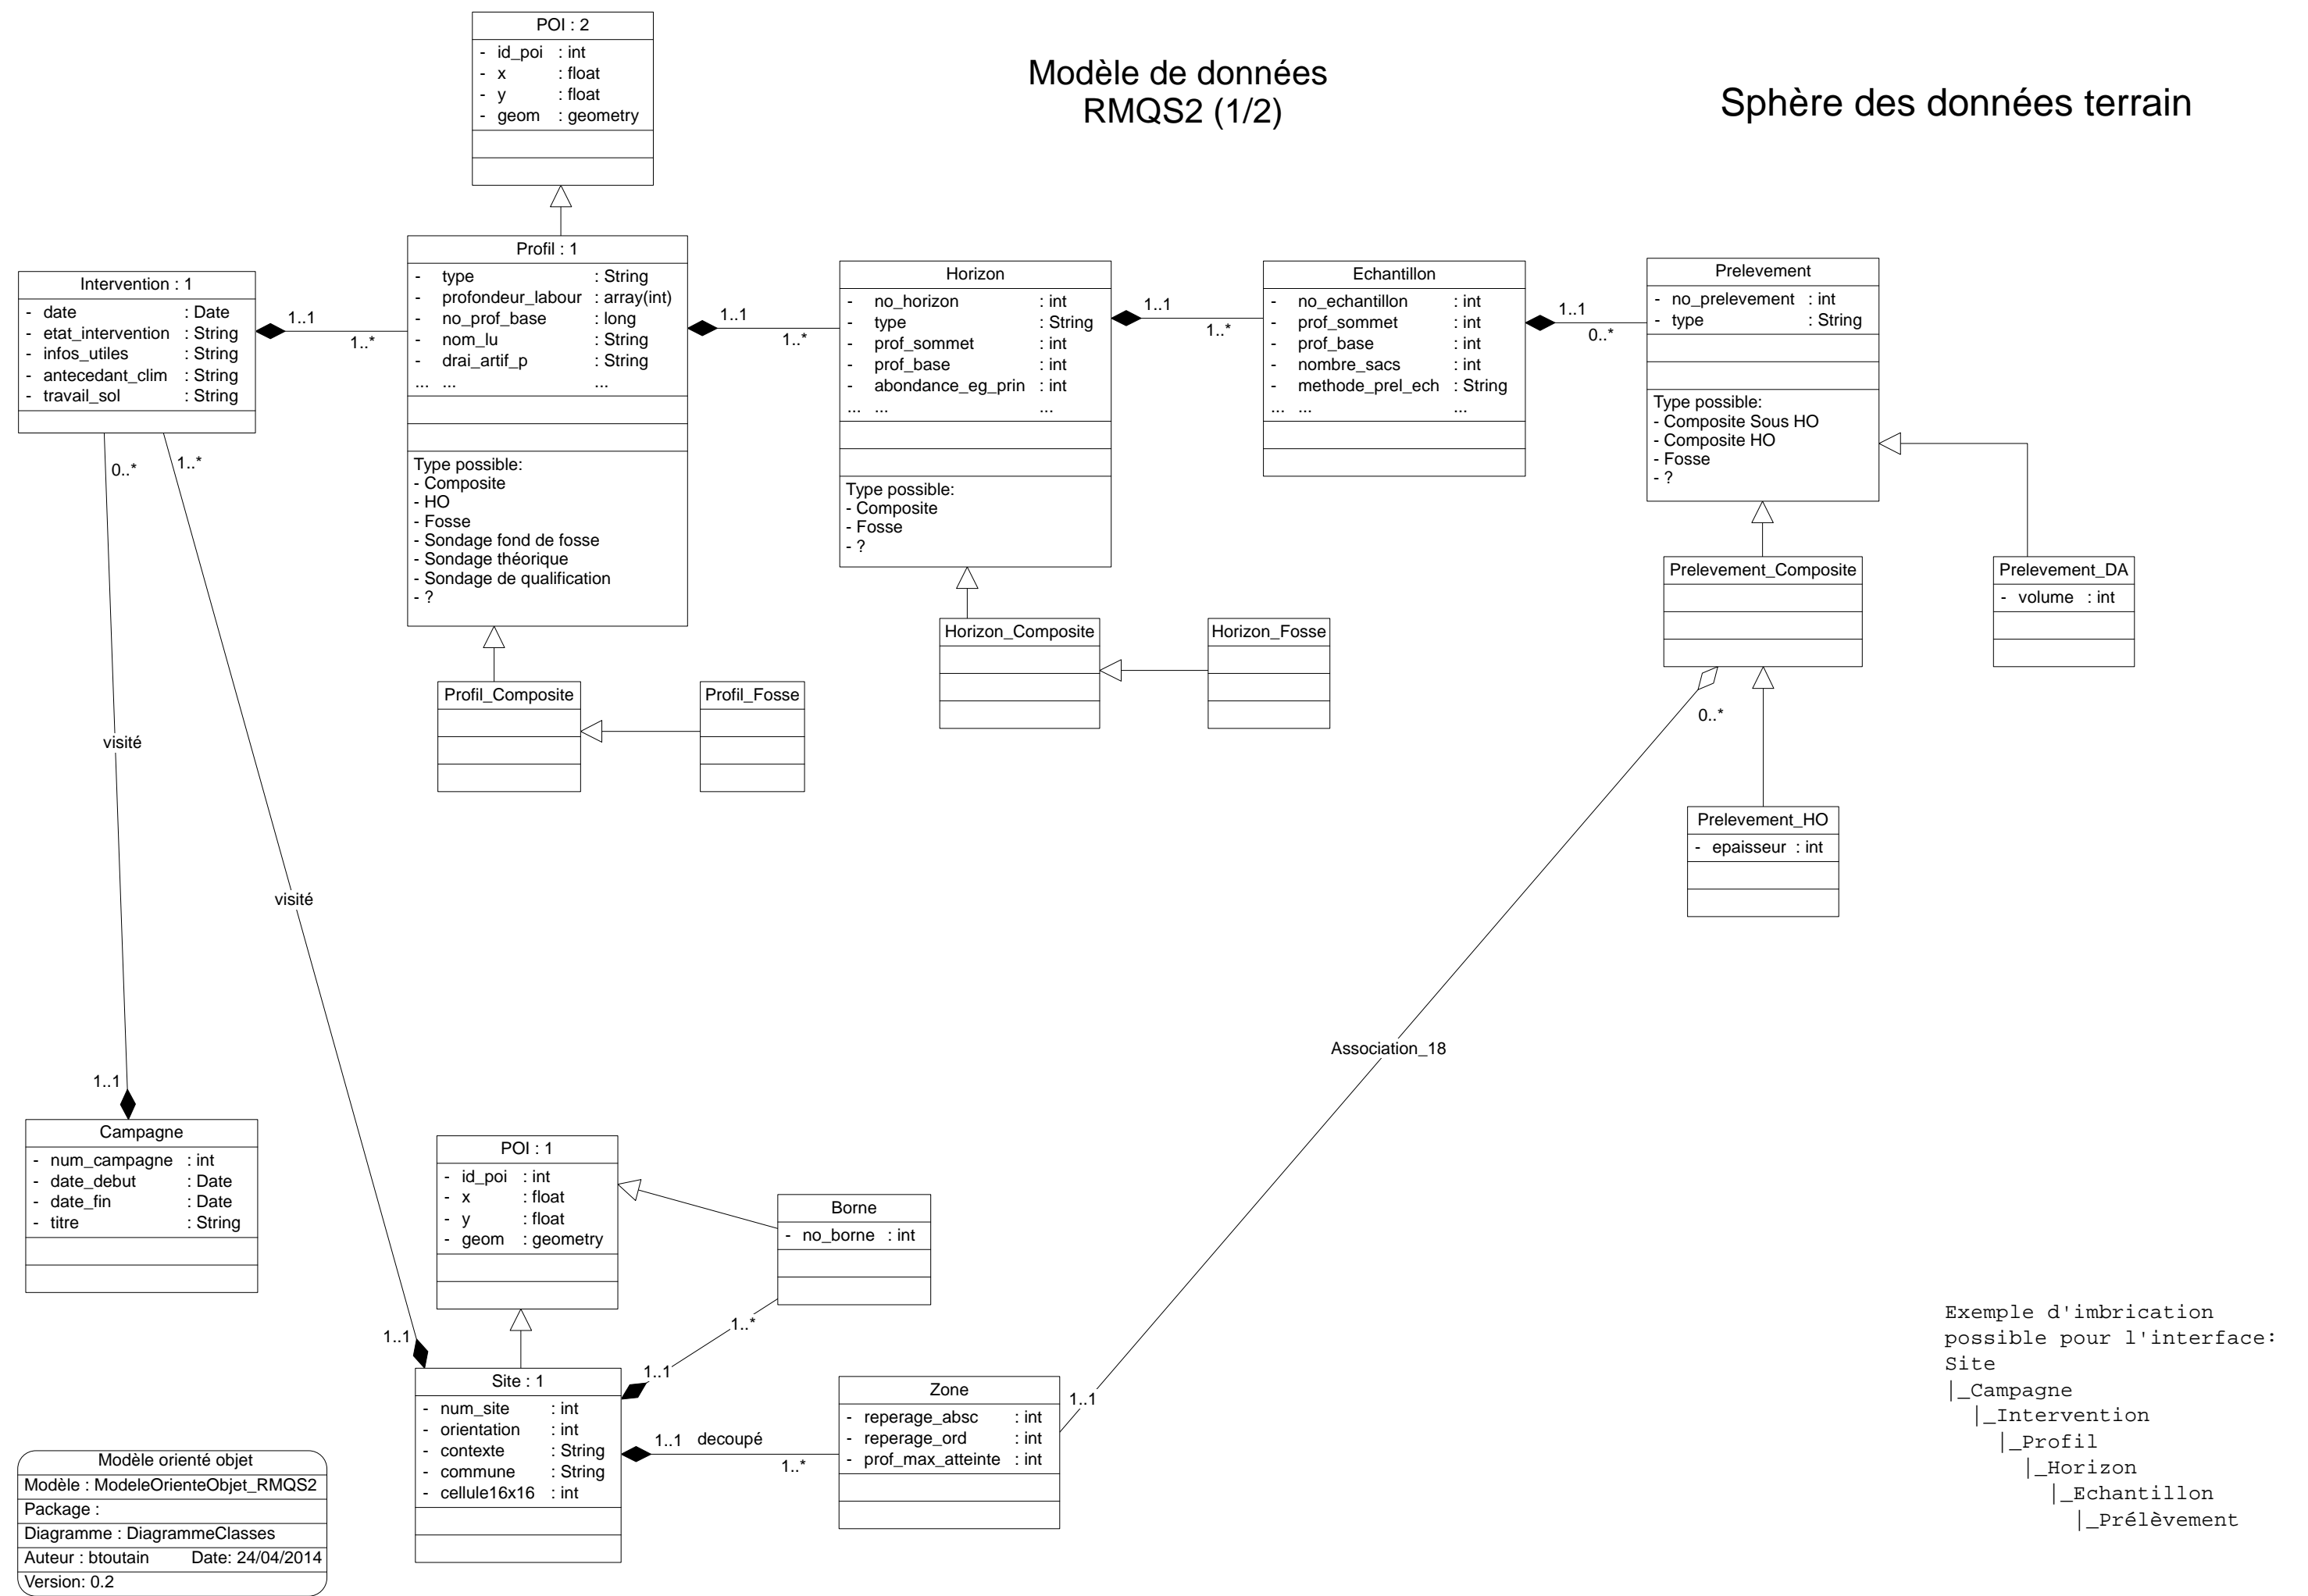 POI : 2
- id_poi : int
- x : float
- y : float
- geom : geometry
Modèle de données
RMQS2 (1/2)
Sphère des données terrain
Intervention : 1
- date : Date
- etat_intervention : String
- infos_utiles : String
- antecedant_clim : String
- travail_sol : String
1..1
1..*
Profil : 1
- type : String
- profondeur_labour : array(int)
- no_prof_base : long
- nom_lu : String
- drai_artif_p : String
... ... ...
Type possible:
- Composite
- HO
- Fosse
- Sondage fond de fosse
- Sondage théorique
- Sondage de qualification
- ?
1..1
1..*
Horizon
- no_horizon : int
- type : String
- prof_sommet : int
- prof_base : int
- abondance_eg_prin : int
... ... ...
Type possible:
- Composite
- Fosse
- ?
1..1
1..*
Echantillon
- no_echantillon : int
- prof_sommet : int
- prof_base : int
- nombre_sacs : int
- methode_prel_ech : String
... ... ...
1..1
0..*
Prelevement
- no_prelevement : int
- type : String
Type possible:
- Composite Sous HO
- Composite HO
- Fosse
- ?
0..*
1..*
Profil_Composite
Profil_Fosse
Horizon_Composite
Horizon_Fosse
Prelevement_Composite
Prelevement_DA
- volume : int
0..*
Prelevement_HO
- epaisseur : int
visité
visité
Association_18
1..1
Campagne
- num_campagne : int
- date_debut : Date
- date_fin : Date
- titre : String
POI : 1
- id_poi : int
- x : float
- y : float
- geom : geometry
Borne
- no_borne : int
1..*
1..1
1..1
Site : 1
- num_site : int
- orientation : int
- contexte : String
- commune : String
- cellule16x16 : int
1..1 decoupé
1..*
Zone
- reperage_absc : int
- reperage_ord : int
- prof_max_atteinte : int
1..1
Exemple d'imbrication
possible pour l'interface:
Site
|_Campagne
|_Intervention
|_Profil
|_Horizon
|_Echantillon
|_Prélèvement
Modèle orienté objet
Modèle : ModeleOrienteObjet_RMQS2
Package :
Diagramme : DiagrammeClasses
Auteur : btoutain Date: 24/04/2014
Version: 0.2